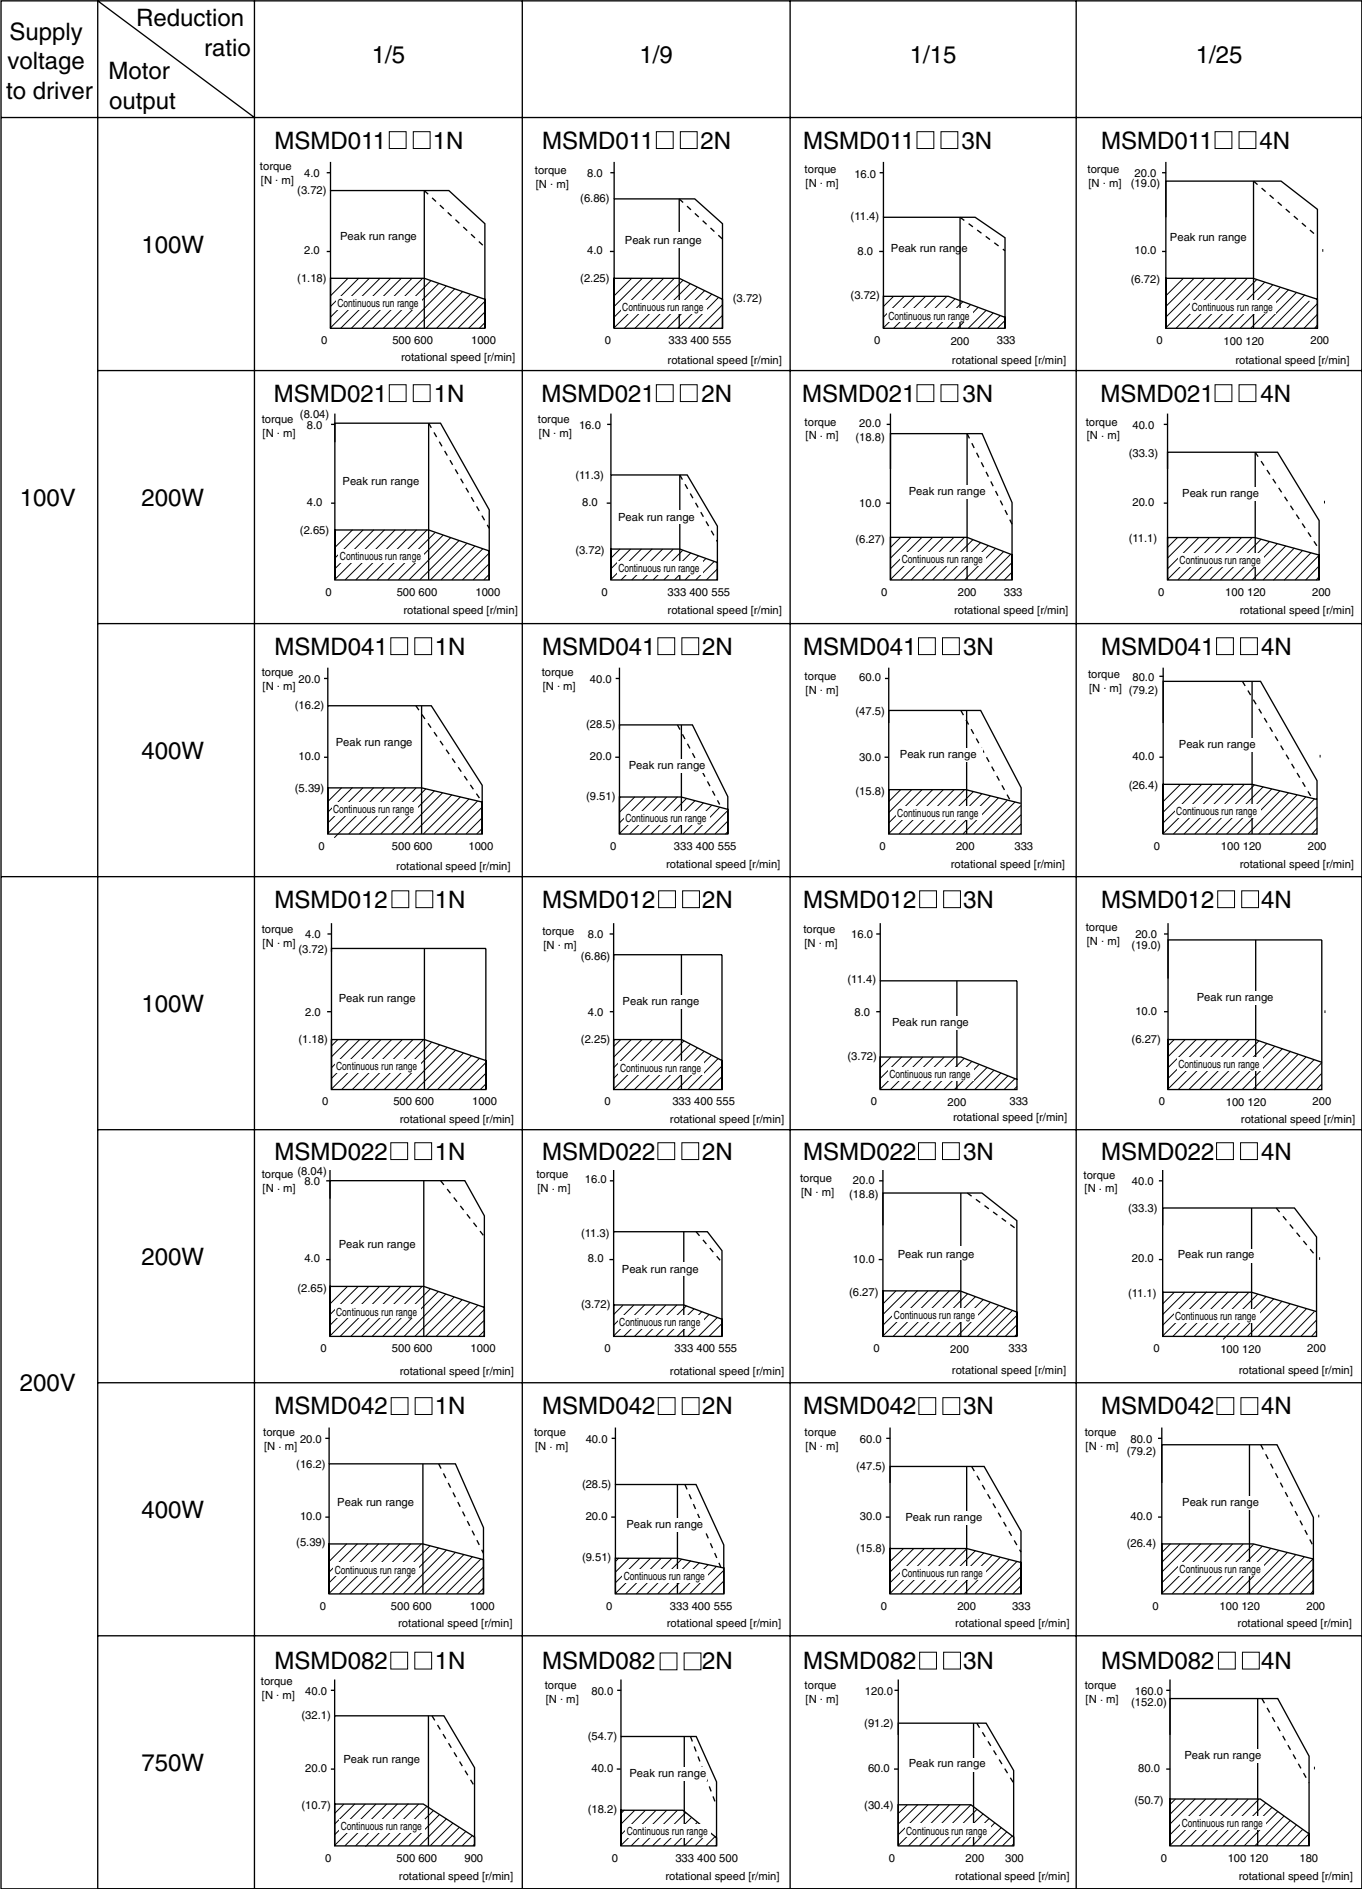 Supply
voltage
to driver
Reduction
ratio
Motor
output
1/5
1/9
1/15
1/25
100V
100W
MSMD011□□1N
torque
[N · m]
4.0
(3.72)
2.0
(1.18)
Peak run range
Continuous run range
0 500 600 1000
rotational speed [r/min]
MSMD011□□2N
torque
[N · m]
8.0
(6.86)
4.0
(2.25)
Peak run range
Continuous run range
(3.72)
0 333 400 555
rotational speed [r/min]
MSMD011□□3N
torque
[N · m]
16.0
(11.4)
8.0
(3.72)
Peak run range
Continuous run range
0 200 333
rotational speed [r/min]
MSMD011□□4N
torque
[N · m]
20.0
(19.0)
10.0
(6.72)
Peak run range
Continuous run range
0 100 120 200
rotational speed [r/min]
200W
MSMD021□□1N
torque
[N · m]
(8.04)
8.0
4.0
(2.65)
Peak run range
Continuous run range
0 500 600 1000
rotational speed [r/min]
MSMD021□□2N
torque
[N · m]
16.0
(11.3)
8.0
(3.72)
Peak run range
Continuous run range
0 333 400 555
rotational speed [r/min]
MSMD021□□3N
torque
[N · m]
20.0
(18.8)
10.0
(6.27)
Peak run range
Continuous run range
0 200 333
rotational speed [r/min]
MSMD021□□4N
torque
[N · m]
40.0
(33.3)
20.0
(11.1)
Peak run range
Continuous run range
0 100 120 200
rotational speed [r/min]
400W
MSMD041□□1N
torque
[N · m]
20.0
(16.2)
10.0
(5.39)
Peak run range
Continuous run range
0 500 600 1000
rotational speed [r/min]
MSMD041□□2N
torque
[N · m]
40.0
(28.5)
20.0
(9.51)
Peak run range
Continuous run range
0 333 400 555
rotational speed [r/min]
MSMD041□□3N
torque
[N · m]
60.0
(47.5)
30.0
(15.8)
Peak run range
Continuous run range
0 200 333
rotational speed [r/min]
MSMD041□□4N
torque
[N · m]
80.0
(79.2)
40.0
(26.4)
Peak run range
Continuous run range
0 100 120 200
rotational speed [r/min]
200V
100W
MSMD012□□1N
torque
[N · m]
4.0
(3.72)
2.0
(1.18)
Peak run range
Continuous run range
0 500 600 1000
rotational speed [r/min]
MSMD012□□2N
torque
[N · m]
8.0
(6.86)
4.0
(2.25)
Peak run range
Continuous run range
0 333 400 555
rotational speed [r/min]
MSMD012□□3N
torque
[N · m]
16.0
(11.4)
8.0
(3.72)
Peak run range
Continuous run range
0 200 333
rotational speed [r/min]
MSMD012□□4N
torque
[N · m]
20.0
(19.0)
10.0
(6.27)
Peak run range
Continuous run range
0 100 120 200
rotational speed [r/min]
200W
MSMD022□□1N
torque
[N · m]
(8.04)
8.0
4.0
(2.65)
Peak run range
Continuous run range
0 500 600 1000
rotational speed [r/min]
MSMD022□□2N
torque
[N · m]
16.0
(11.3)
8.0
(3.72)
Peak run range
Continuous run range
0 333 400 555
rotational speed [r/min]
MSMD022□□3N
torque
[N · m]
20.0
(18.8)
10.0
(6.27)
Peak run range
Continuous run range
0 200 333
rotational speed [r/min]
MSMD022□□4N
torque
[N · m]
40.0
(33.3)
20.0
(11.1)
Peak run range
Continuous run range
0 100 120 200
rotational speed [r/min]
400W
MSMD042□□1N
torque
[N · m]
20.0
(16.2)
10.0
(5.39)
Peak run range
Continuous run range
0 500 600 1000
rotational speed [r/min]
MSMD042□□2N
torque
[N · m]
40.0
(28.5)
20.0
(9.51)
Peak run range
Continuous run range
0 333 400 555
rotational speed [r/min]
MSMD042□□3N
torque
[N · m]
60.0
(47.5)
30.0
(15.8)
Peak run range
Continuous run range
0 200 333
rotational speed [r/min]
MSMD042□□4N
torque
[N · m]
80.0
(79.2)
40.0
(26.4)
Peak run range
Continuous run range
0 100 120 200
rotational speed [r/min]
750W
MSMD082□□1N
torque
[N · m]
40.0
(32.1)
20.0
(10.7)
Peak run range
Continuous run range
0 500 600 900
rotational speed [r/min]
MSMD082□□2N
torque
[N · m]
80.0
(54.7)
40.0
(18.2)
Peak run range
Continuous run range
0 333 400 500
rotational speed [r/min]
MSMD082□□3N
torque
[N · m]
120.0
(91.2)
60.0
(30.4)
Peak run range
Continuous run range
0 200 300
rotational speed [r/min]
MSMD082□□4N
torque
[N · m]
160.0
(152.0)
80.0
(50.7)
Peak run range
Continuous run range
0 100 120 180
rotational speed [r/min]